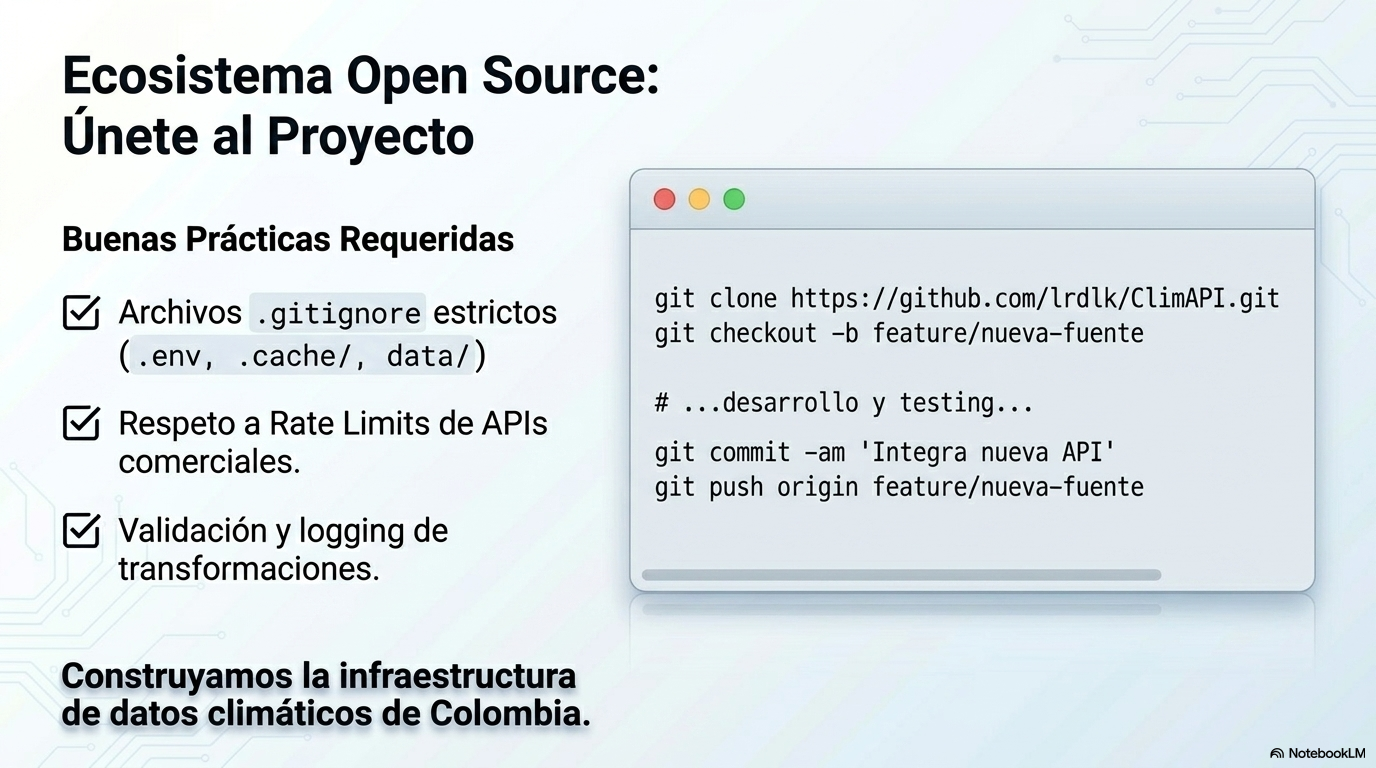 Ecosistema Open Source:
Únete al Proyecto
Buenas Prácticas Requeridas
Archivos .gitignore estrictos
(.env, .cache/, data/)
Respeto a Rate Limits de APIs
comerciales.
Validación y logging de
transformaciones.
Construyamos la infraestructura
de datos climáticos de Colombia.
git clone https://github.com/lrdlk/ClimAPI.git
git checkout -b feature/nueva-fuente
# ...desarrollo y testing...
git commit -am 'Integra nueva API'
git push origin feature/nueva-fuente
NotebookLM